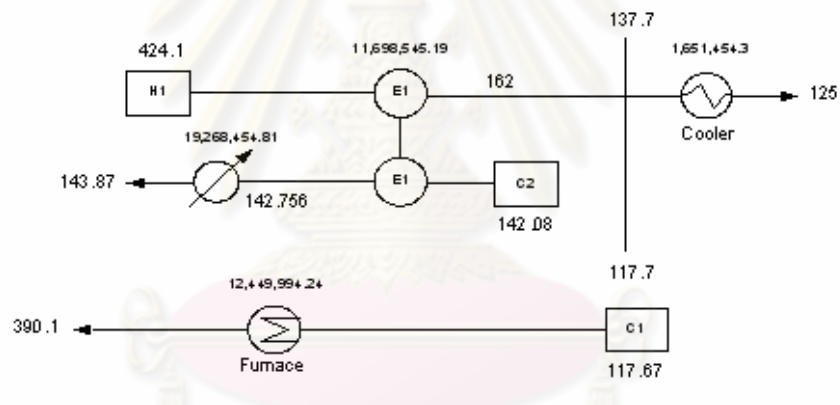 137.7
424.1
11,698,545.19
1,651,454.3
H1
E1
162
125
Cooler
19,268,454.81
143.87
142.756
E1
C2
142.08
117.7
12,449,994.24
390.1
C1
Furnace
117.67